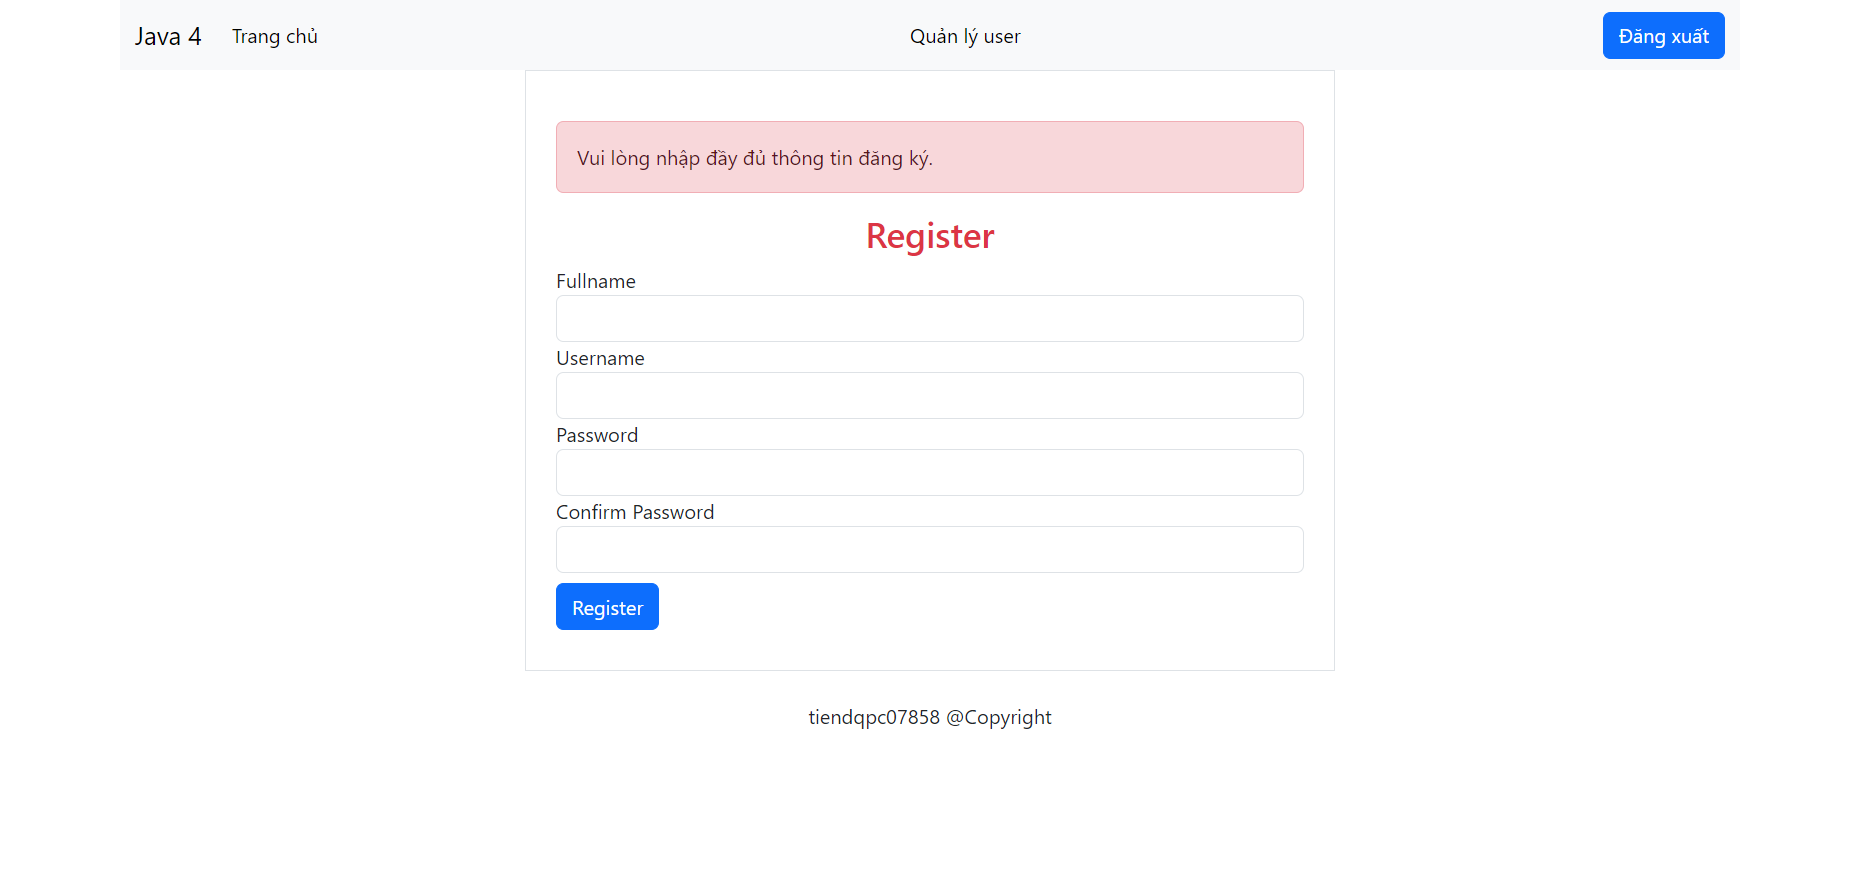 Java 4 Trang chủ Quản lý user Đăng xuất
Vui lòng nhập đầy đủ thông tin đăng ký.
Register
Fullname
Username
Password
Confirm Password
Register
tiendqpc07858 @Copyright